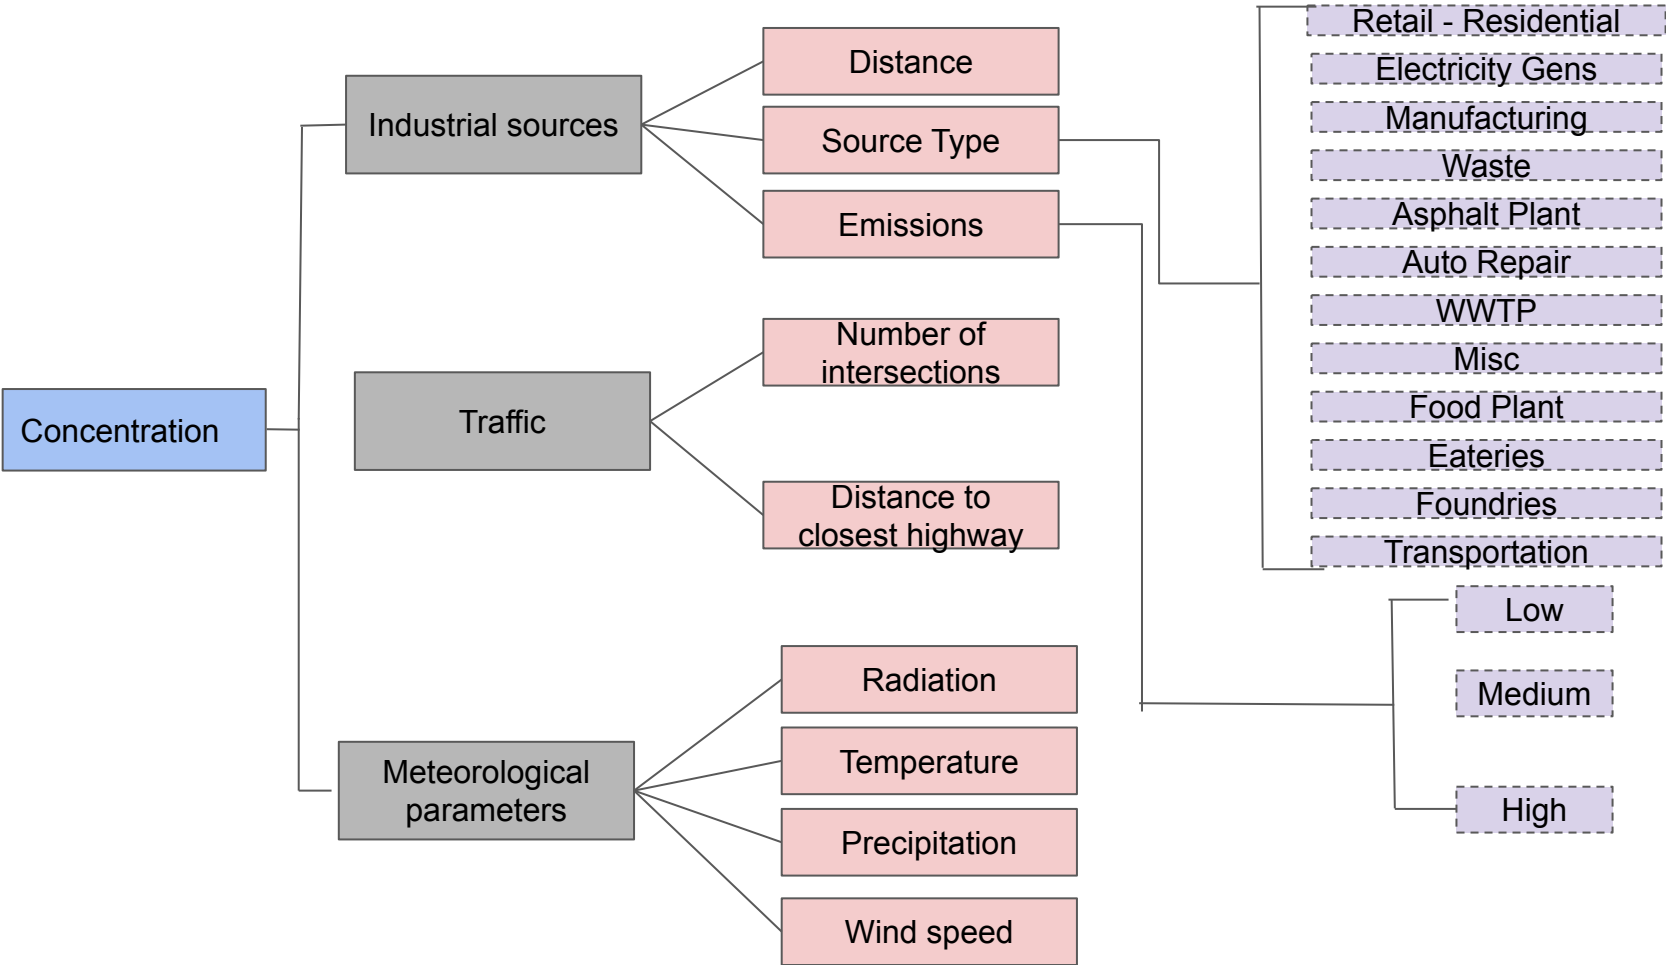 Concentration
Industrial sources
Traffic
Meteorological
parameters
Distance
Source Type
Emissions
Number of
intersections
Distance to
closest highway
Radiation
Temperature
Precipitation
Wind speed
Retail - Residential
Electricity Gens
Manufacturing
Waste
Asphalt Plant
Auto Repair
WWTP
Misc
Food Plant
Eateries
Foundries
Transportation
Low
Medium
High